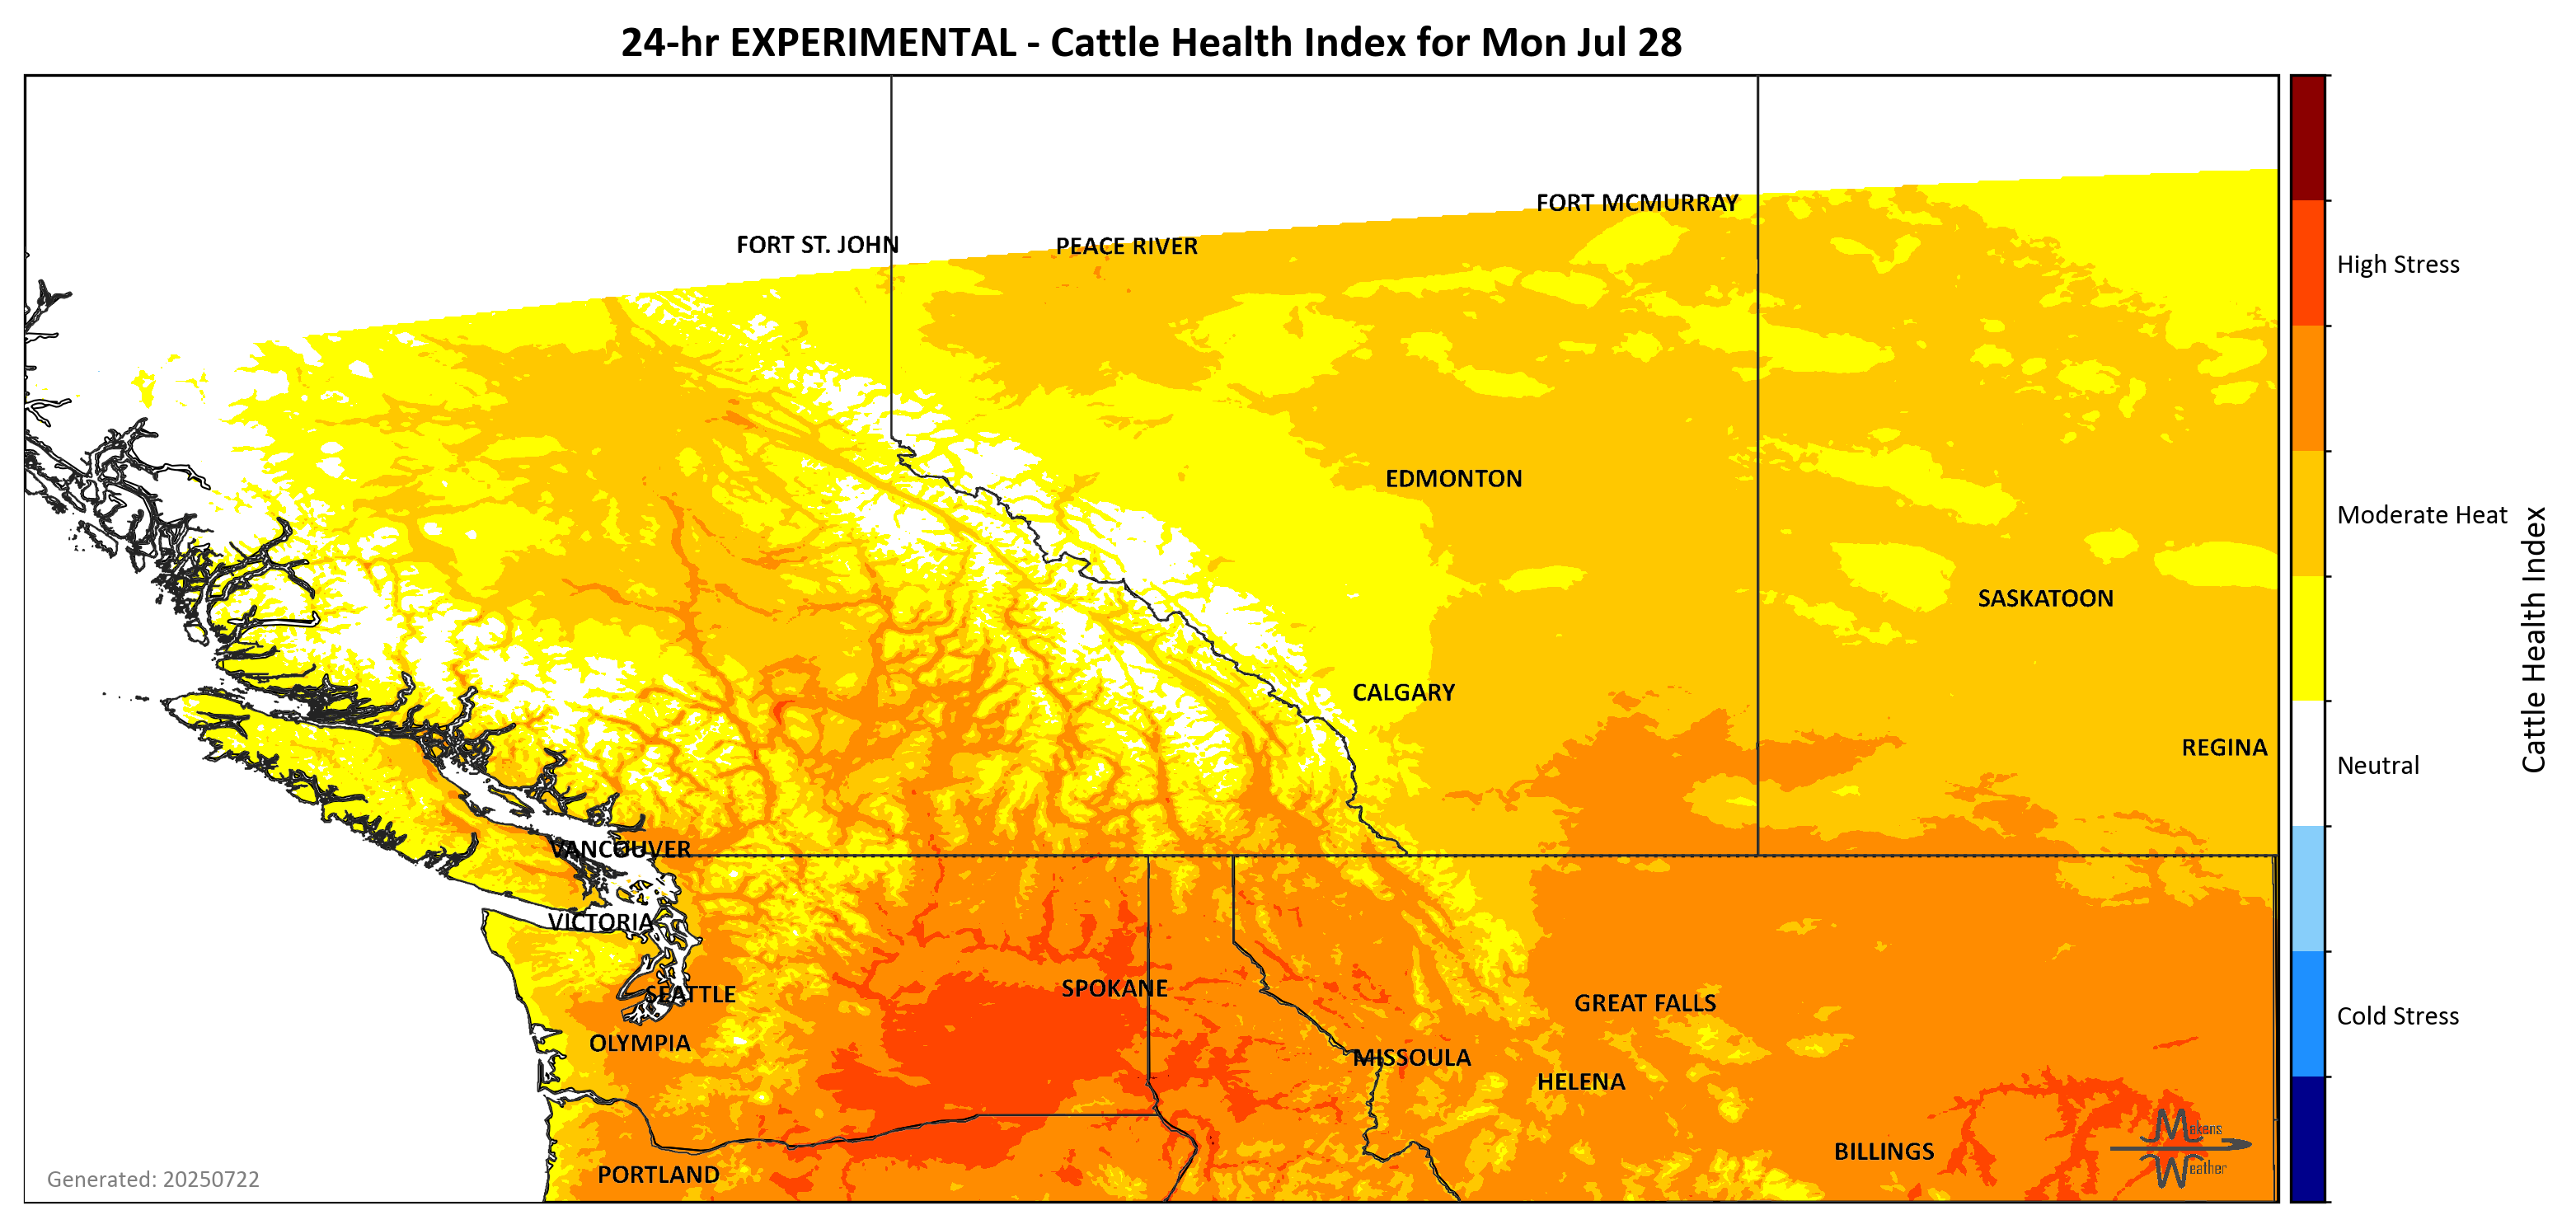 24-hr EXPERIMENTAL - Cattle Health Index for Mon Jul 28
FORT MCMURRAY
FORT ST. JOHN
PEACE RIVER
EDMONTON
SASKATOON
CALGARY
REGINA
VANCOUVER
VICTORIA
SPOKANE
SEATTLE
GREAT FALLS
OLYMPIA
MISSOULA
HELENA
BILLINGS
PORTLAND
Makens
Weather
Generated: 20250722
High Stress
Moderate Heat
Neutral
Cold Stress
Cattle Health Index